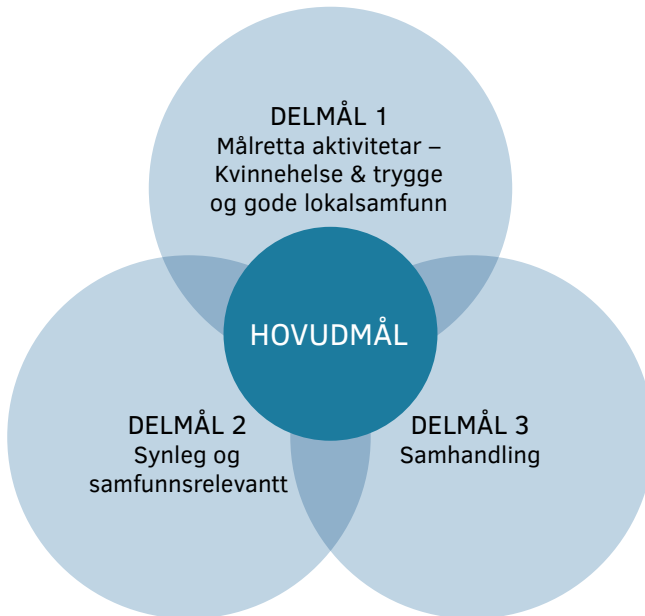 DELMÅL 1
Målretta aktivitetar –
Kvinnehelse & trygge
og gode lokalsamfunn
HOVUDMÅL
DELMÅL 2
Synleg og
samfunnsrelevantt
DELMÅL 3
Samhandling